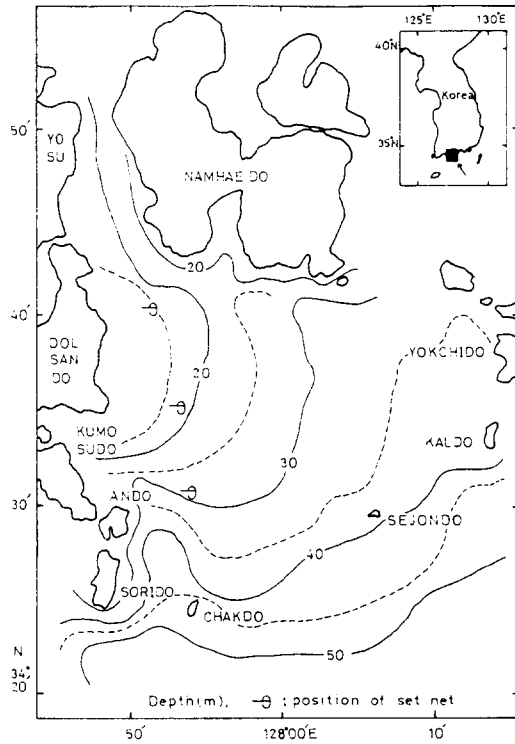 125°E 130°E
40°N
Korea
35N
50'
YO
SU
NAMHAE DO
20
40'
DOL
SAN
DO
20
YOKCHIDO
KUMO
SUDO
30
KALDO
30'
ANDO
SEJONDO
40
SORIDO
CHAKDO
50
N
34°
20'
Depth(m), : position of set net
50' 128°00'E 10'